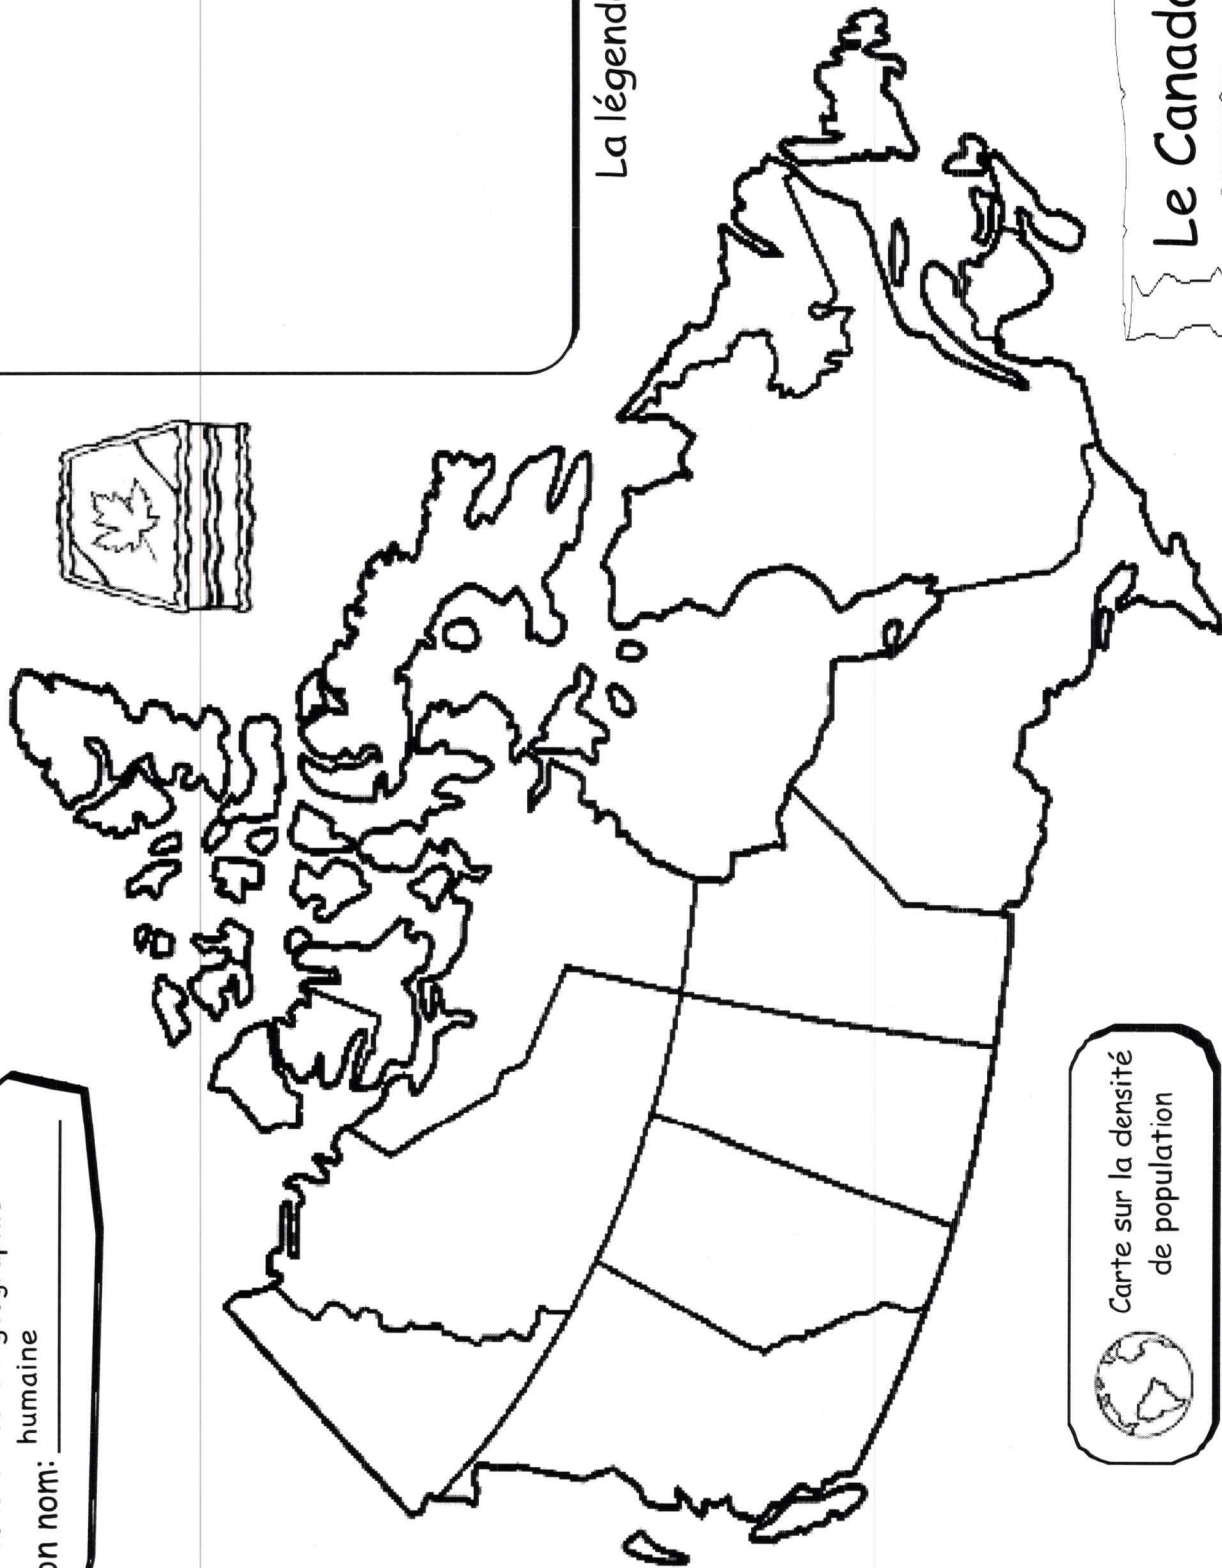 humaine
on nom:
La légend
Carte sur la densité
de population
Le Canad